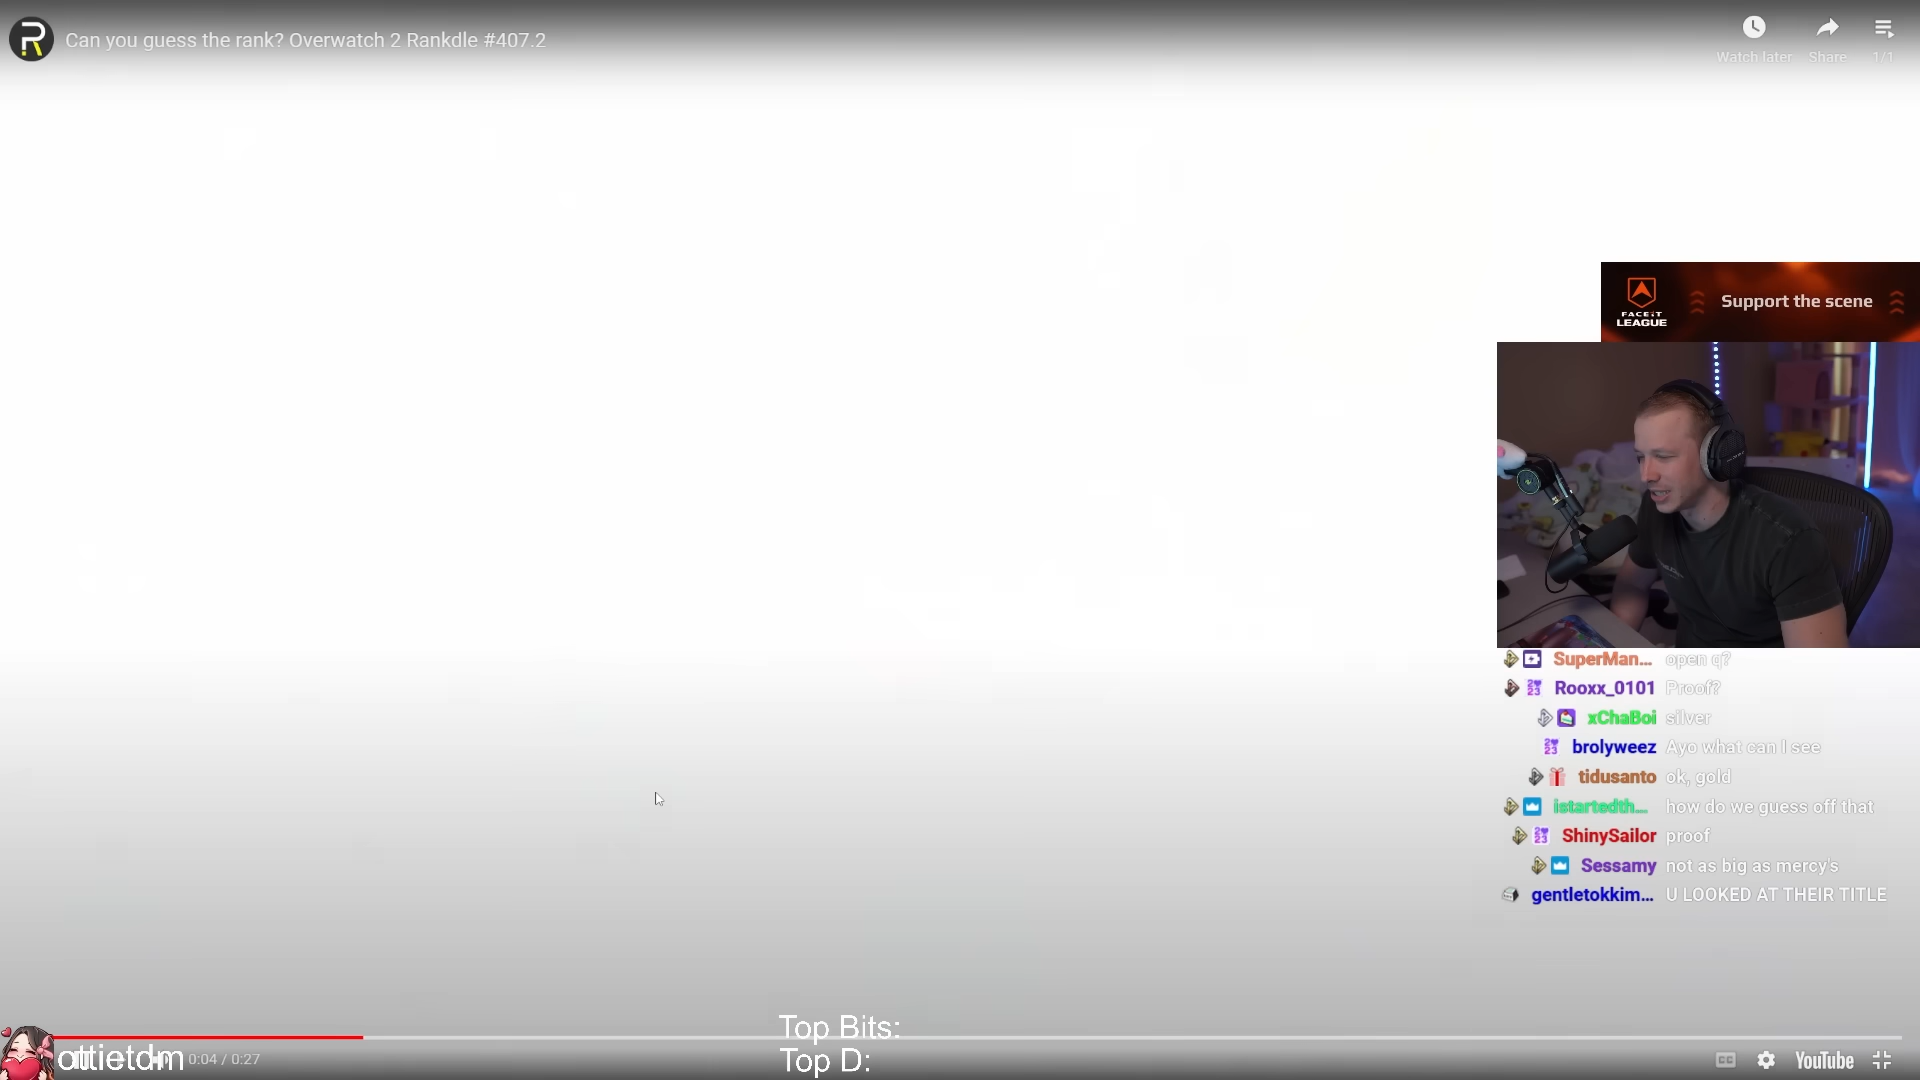 Can you guess the rank? Overwatch 2 Rankdle #407.2
Watch later
Share
1/1
FACEIT
LEAGUE
Support the scene
SuperMan... open q?
Rooxx_0101 Proof?
xChaBoi silver
brolyweez Ayo what can I see
tidusanto ok, gold
istartedth... how do we guess off that
ShinySailor proof
Sessamy not as big as mercy's
gentletokkim... U LOOKED AT THEIR TITLE
Top Bits:
Top D:
0:04 / 0:27
CC
YouTube